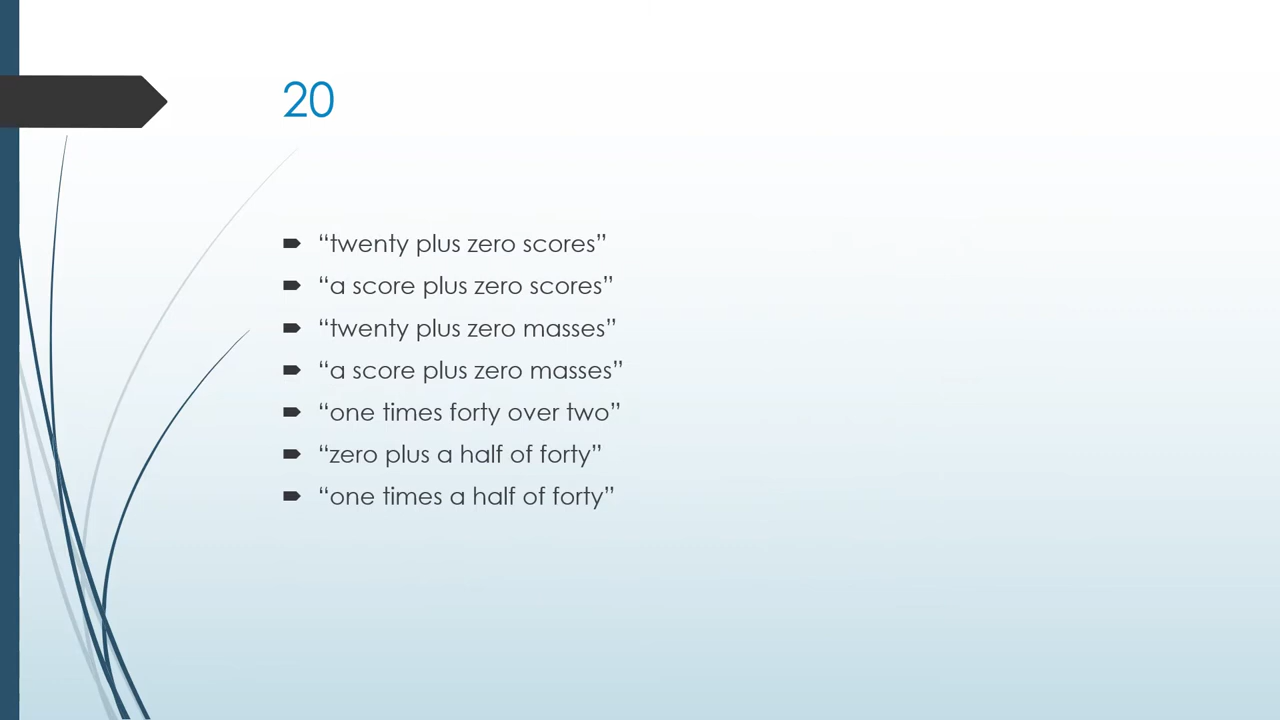 20
“twenty plus zero scores”
“a score plus zero scores”
“twenty plus zero masses”
“a score plus zero masses”
“one times forty over two”
“zero plus a half of forty”
“one times a half of forty”